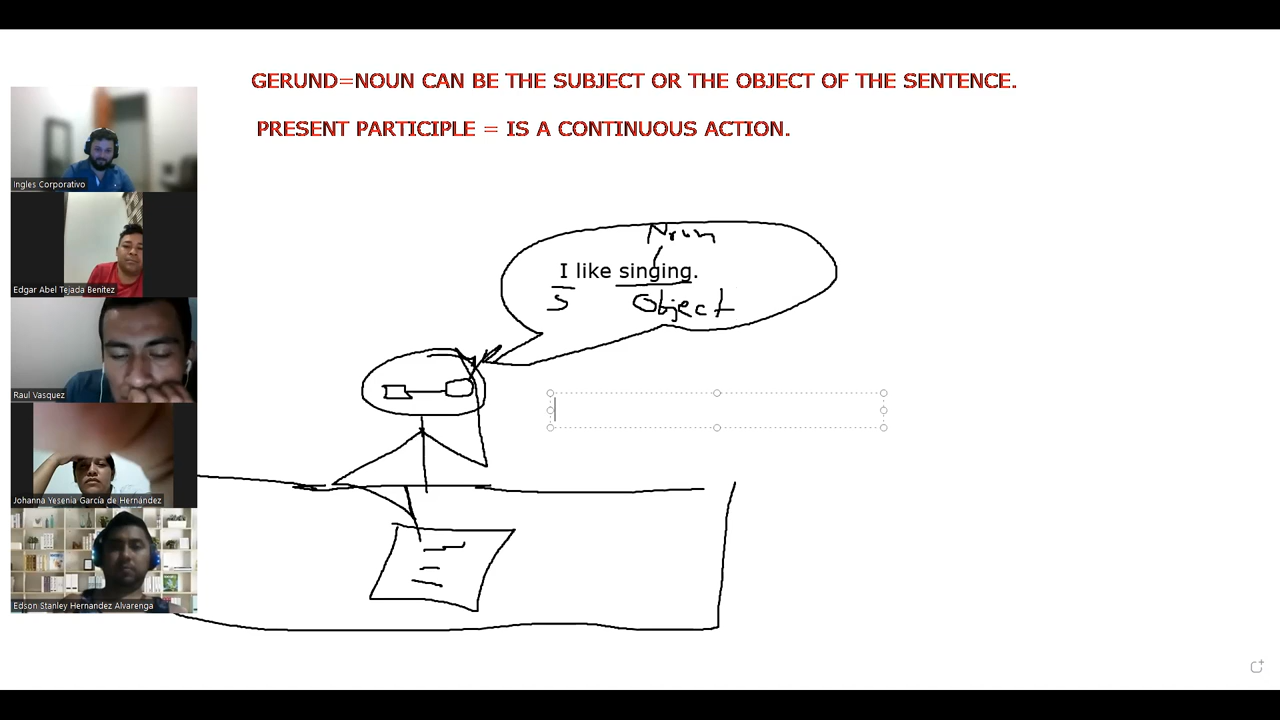 GERUND=NOUN CAN BE THE SUBJECT OR THE OBJECT OF THE SENTENCE.
PRESENT PARTICIPLE = IS A CONTINUOUS ACTION.
Ingles Corporativo
Edgar Abel Tejada Benitez
Raul Vasquez
Johanna Yesenia García de Hernández
Edson Stanley Hernandez Alvarenga
Noun
I like singing.
S Object